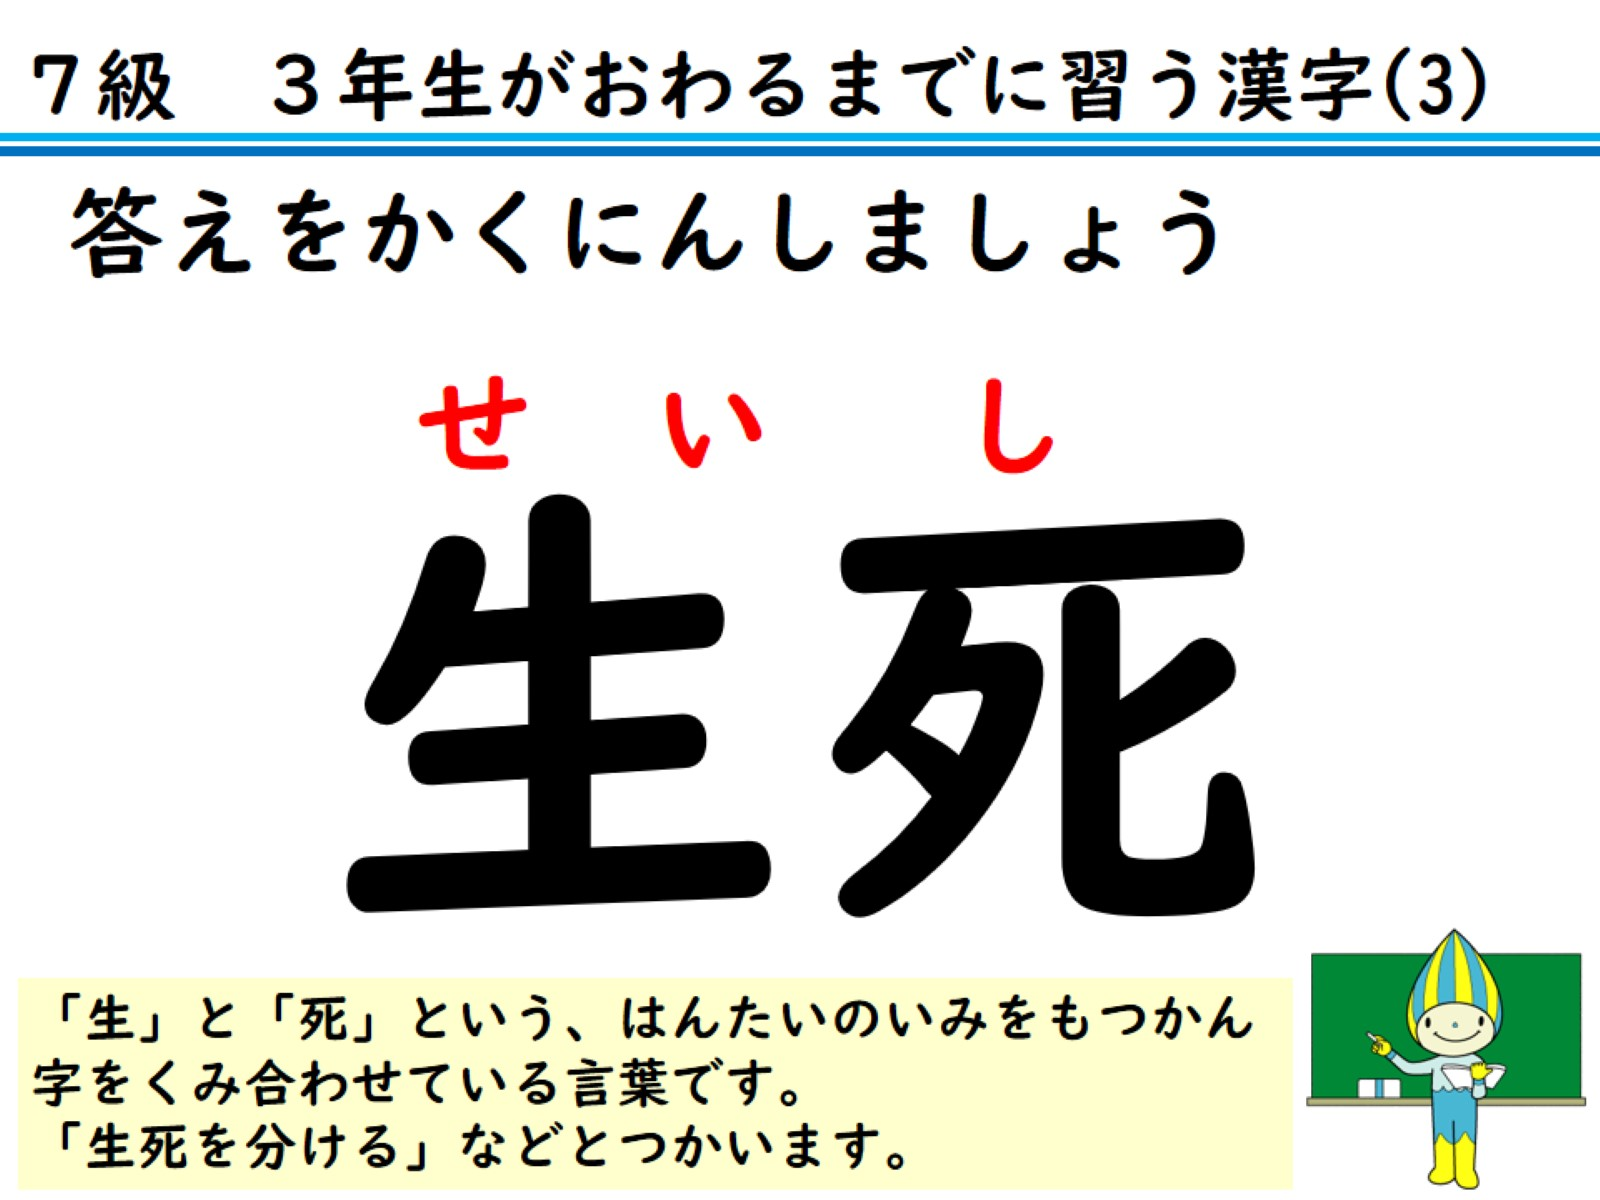 ７級　３年生がおわるまでに習う漢字(3)
答えをかくにんしましょう
せいし
生死
「生」と「死」という、はんたいのいみをもつかん
字をくみ合わせている言葉です。
「生死を分ける」などとつかいます。